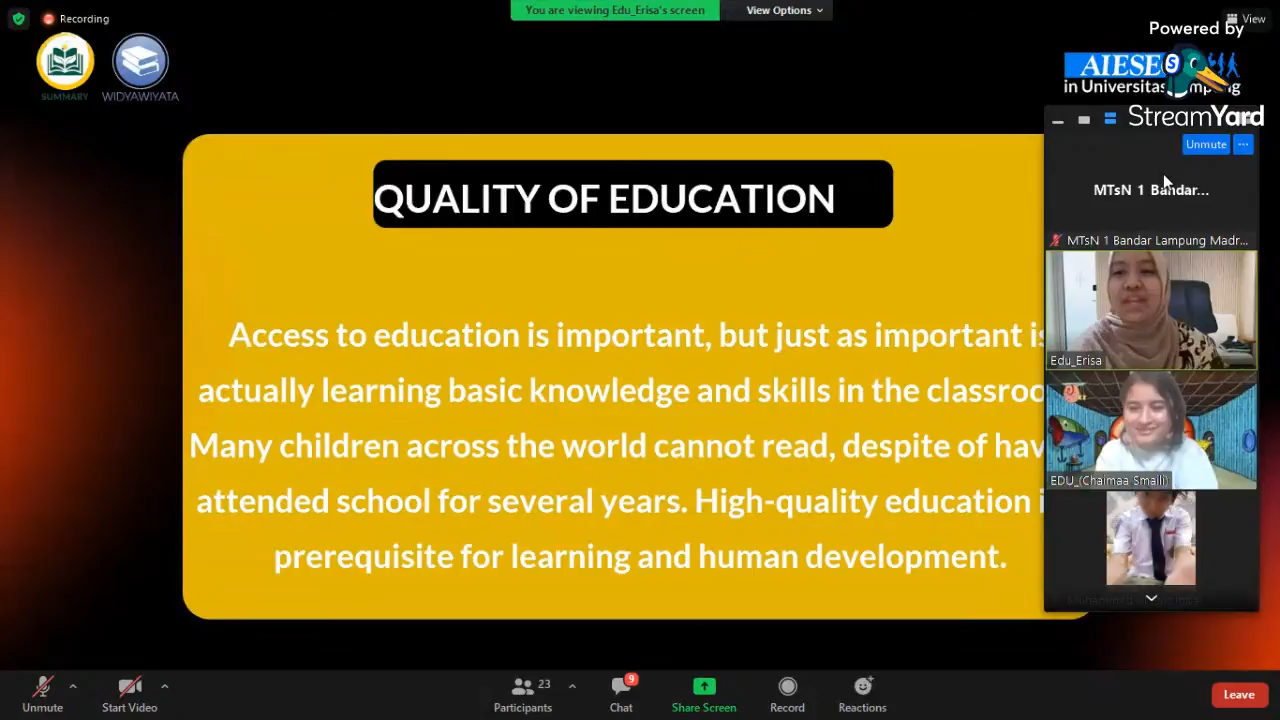 You are viewing Edu_Erisa's screen
View Options
Recording
View
Powered by
SUMMARY
WIDYAWIYATA
AIESEC
in Universitas Lampung
StreamYard
Unmute
MTsN 1 Bandar...
MTsN 1 Bandar Lampung Madr...
Edu_Erisa
EDU_(Chaimaa Smaili)
QUALITY OF EDUCATION
Access to education is important, but just as important is
actually learning basic knowledge and skills in the classroo
Many children across the world cannot read, despite of hav
attended school for several years. High-quality education i
prerequisite for learning and human development.
Unmute
Start Video
Participants
23
Chat
9
Share Screen
Record
Reactions
Leave